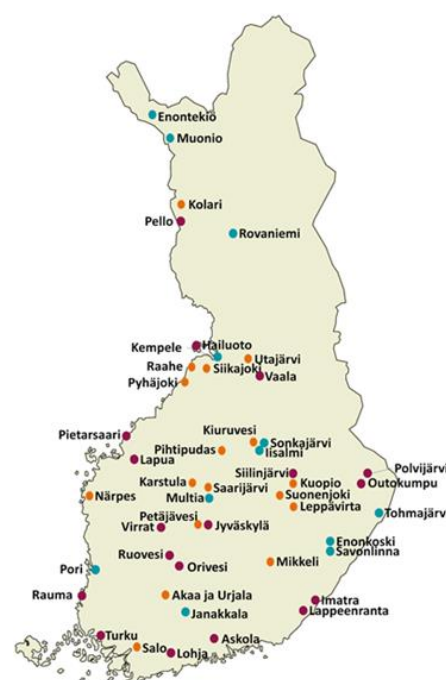 Enontekiö
Muonio
Kolari
Pello
Rovaniemi
Hailuoto
Kempele
Utajärvi
Raahe
Siikajoki
Vaala
Pyhäjoki
Pietarsaari
Kiuruvesi
Sonkajärvi
Pihtipudas
Iisalmi
Lapua
Siilinjärvi
Polvijärvi
Karstula
Kuopio
Outokumpu
Saarijärvi
Närpes
Multia
Suonenjoki
Leppävirta
Tohmajärvi
Petäjävesi
Virrat
Jyväskylä
Enonkoski
Savonlinna
Ruovesi
Orivesi
Mikkeli
Pori
Rauma
Akaa ja Urjala
Imatra
Janakkala
Lappeenranta
Turku
Askola
Salo
Lohja